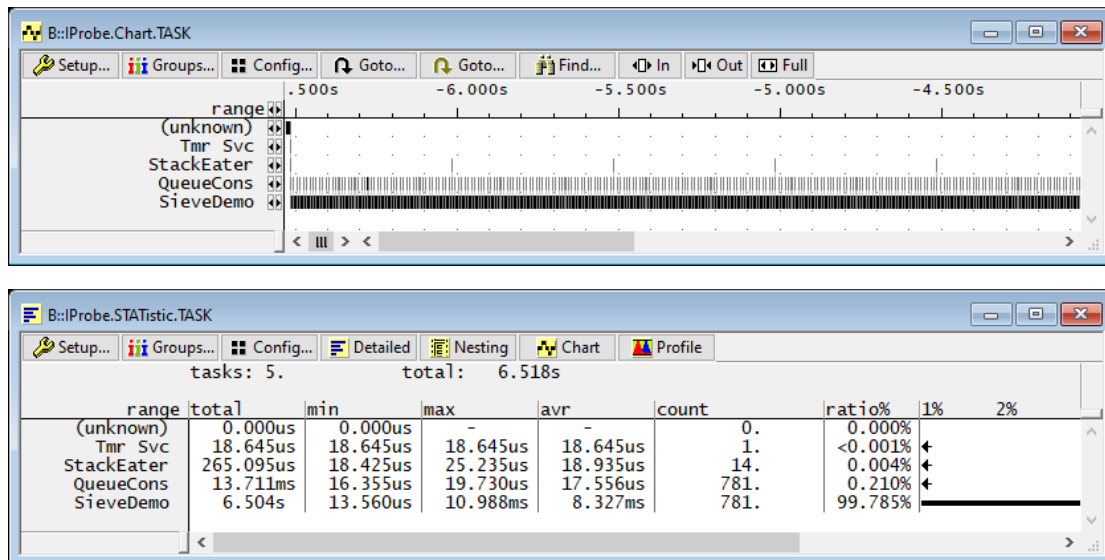 B::IProbe.Chart.TASK
Setup... Groups... Config... Goto... Goto... Find... In Out Full
.500s -6.000s -5.500s -5.000s -4.500s
range
(unknown)
Tmr Svc
StackEater
QueueCons
SieveDemo
B::IProbe.STATistic.TASK
Setup... Groups... Config... Detailed Nesting Chart Profile
tasks: 5. total: 6.518s
range total min max avr count ratio% 1% 2%
(unknown) 0.000us 0.000us - - 0. 0.000%
Tmr Svc 18.645us 18.645us 18.645us 18.645us 1. <0.001%
StackEater 265.095us 18.425us 25.235us 18.935us 14. 0.004%
QueueCons 13.711ms 16.355us 19.730us 17.556us 781. 0.210%
SieveDemo 6.504s 13.560us 10.988ms 8.327ms 781. 99.785%